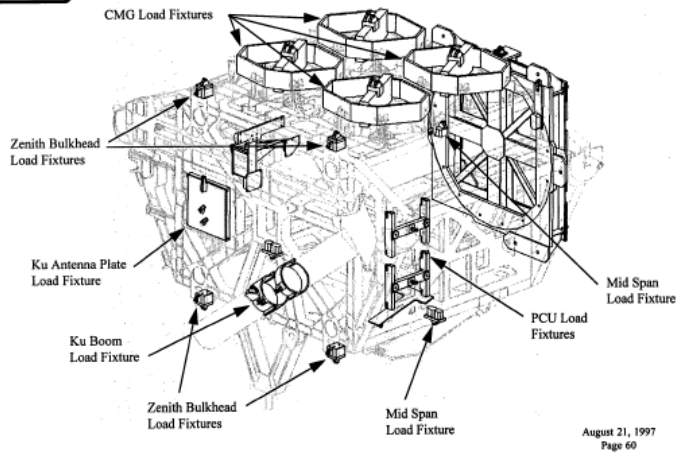 CMG Load Fixtures
Zenith Bulkhead
Load Fixtures
Ku Antenna Plate
Load Fixture
Ku Boom
Load Fixture
Zenith Bulkhead
Load Fixtures
Mid Span
Load Fixture
PCU Load
Fixtures
Mid Span
Load Fixture
August 21, 1997
Page 60